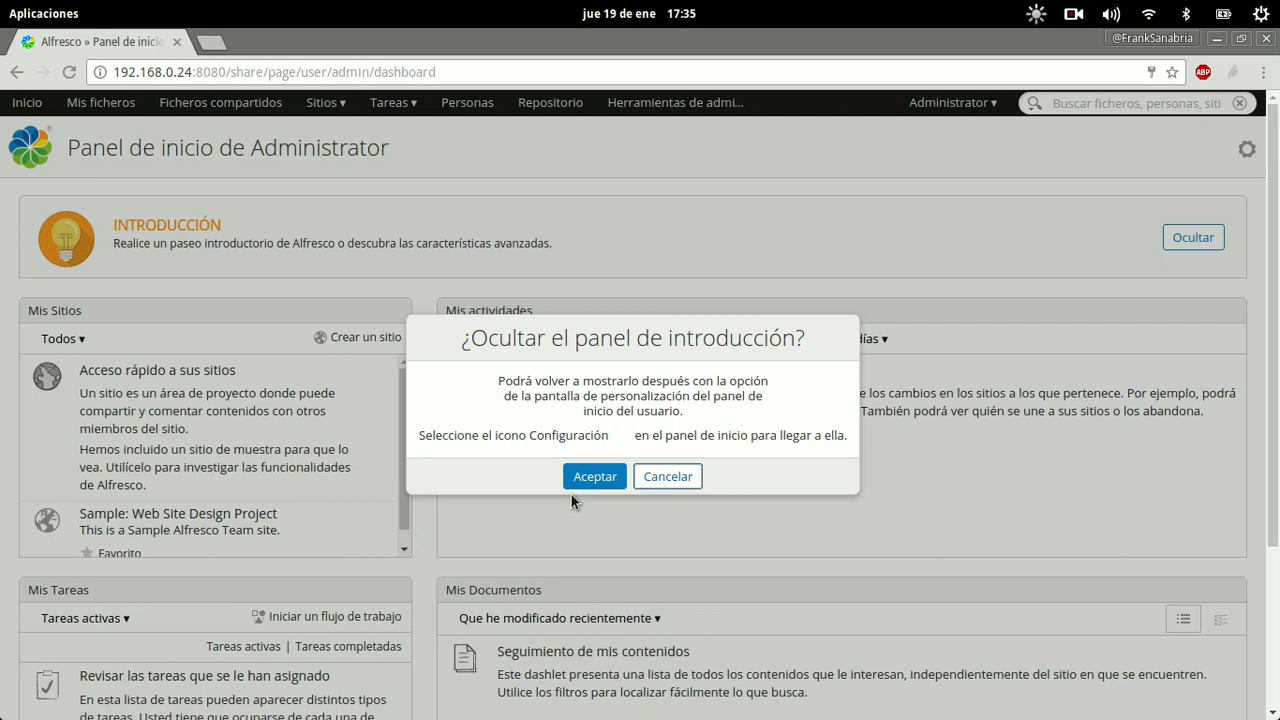 Aplicaciones
jue 19 de ene 17:35
Alfresco » Panel de inicio
@FrankSanabria
192.168.0.24:8080/share/page/user/admin/dashboard
ABP
Inicio Mis ficheros Ficheros compartidos Sitios ▾ Tareas ▾ Personas Repositorio Herramientas de admi... Administrator ▾ Buscar ficheros, personas, siti
Panel de inicio de Administrator
INTRODUCCIÓN
Realice un paseo introductorio de Alfresco o descubra las características avanzadas.
Ocultar
Mis Sitios
Todos ▾ Crear un sitio
Acceso rápido a sus sitios
Un sitio es un área de proyecto donde puede
compartir y comentar contenidos con otros
miembros del sitio.
Hemos incluido un sitio de muestra para que lo
vea. Utilícelo para investigar las funcionalidades
de Alfresco.
Sample: Web Site Design Project
This is a Sample Alfresco Team site.
Favorito
Mis actividades
días ▾
e los cambios en los sitios a los que pertenece. Por ejemplo, podrá
También podrá ver quién se une a sus sitios o los abandona.
¿Ocultar el panel de introducción?
Podrá volver a mostrarlo después con la opción
de la pantalla de personalización del panel de
inicio del usuario.
Seleccione el icono Configuración en el panel de inicio para llegar a ella.
Aceptar Cancelar
Mis Tareas
Tareas activas ▾ Iniciar un flujo de trabajo
Tareas activas | Tareas completadas
Revisar las tareas que se le han asignado
En esta lista de tareas pueden aparecer distintos tipos
de tareas. Usted tiene que ocuparse de cada una de
Mis Documentos
Que he modificado recientemente ▾
Seguimiento de mis contenidos
Este dashlet presenta una lista de todos los contenidos que le interesan, independientemente del sitio en que se encuentren.
Utilice los filtros para localizar fácilmente lo que busca.